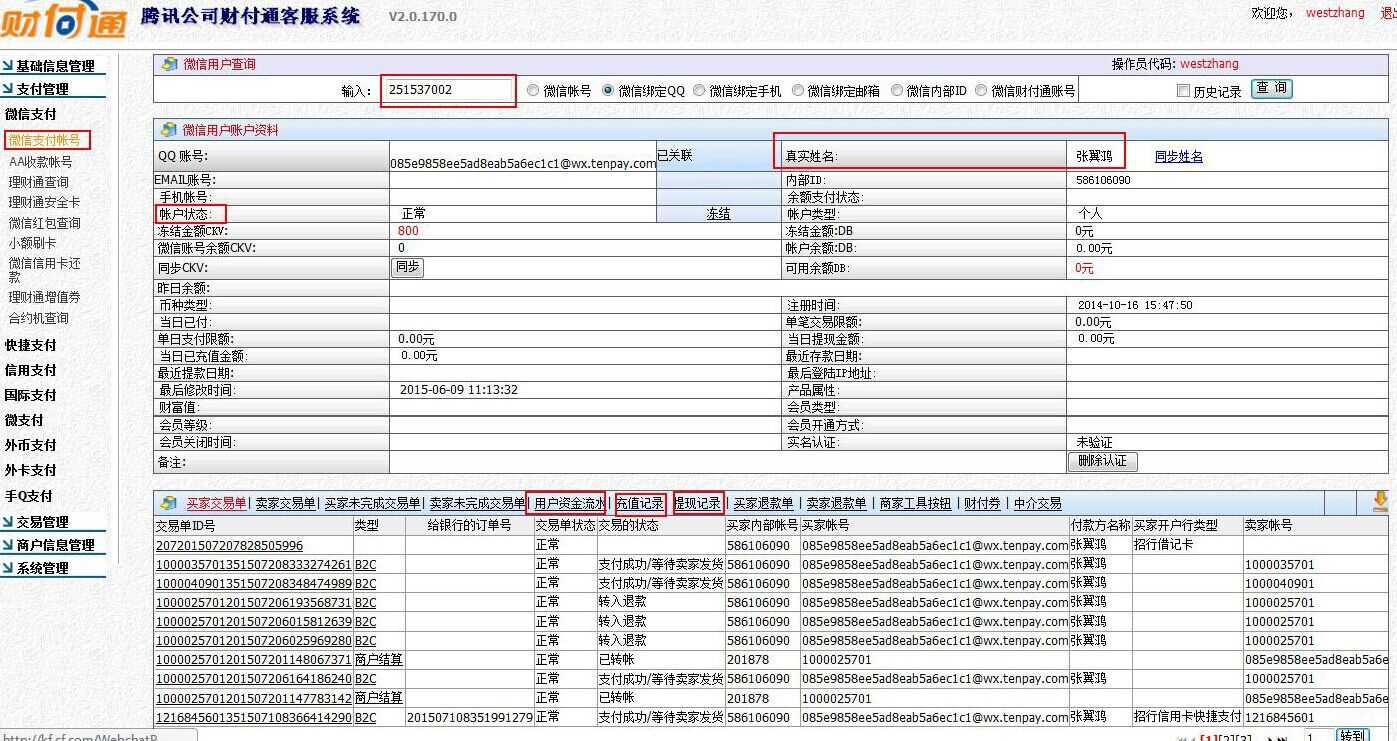 财付通 腾讯公司财付通客服系统 V2.0.170.0 欢迎您， westzhang 退出
基础信息管理
支付管理
微信支付
微信支付帐号
AA收款帐号
理财通查询
理财通安全卡
微信红包查询
小额刷卡
微信信用卡还
款
理财通增值券
合约机查询
快捷支付
信用支付
国际支付
微支付
外币支付
外卡支付
手Q支付
交易管理
商户信息管理
系统管理
微信用户查询 操作员代码: westzhang
输入： 251537002 微信帐号 微信绑定QQ 微信绑定手机 微信绑定邮箱 微信内部ID 微信财付通账号 历史记录 查 询
微信用户账户资料
QQ 账号: 085e9858ee5ad8eab5a6ec1c1@wx.tenpay.com 已关联 真实姓名: 张翼鸿 同步姓名
EMAIL账号: 内部ID: 586106090
手机帐号: 余额支付状态:
帐户状态: 正常 冻结 帐户类型: 个人
冻结金额CKV: 800 冻结金额:DB 0元
微信账号余额CKV: 0 帐户余额:DB: 0.00元
同步CKV: 同步 可用余额DB: 0元
昨日余额:
币种类型: 注册时间: 2014-10-16 15:47:50
当日已付: 单笔交易限额: 0.00元
单日支付限额: 0.00元 当日提现金额: 0.00元
当日已充值金额: 0.00元 最近存款日期:
最近提款日期: 最后登陆IP地址:
最后修改时间: 2015-06-09 11:13:32 产品属性:
财富值: 会员类型:
会员等级: 会员开通方式:
会员关闭时间: 实名认证: 未验证
备注: 删除认证
买家交易单| 卖家交易单| 买家未完成交易单| 卖家未完成交易单| 用户资金流水| 充值记录| 提现记录| 买家退款单 | 卖家退款单 | 商家工具按钮 | 财付券 | 中介交易
交易单ID号 类型 给银行的订单号 交易单状态 交易的状态 买家内部帐号 买家帐号 付款方名称 买家开户行类型 卖家帐号
207201507207828505996 正常 586106090 085e9858ee5ad8eab5a6ec1c1@wx.tenpay.com 张翼鸿 招行借记卡
1000035701351507208333274261 B2C 正常 支付成功/等待卖家发货 586106090 085e9858ee5ad8eab5a6ec1c1@wx.tenpay.com 张翼鸿 1000035701
1000040901351507208348474989 B2C 正常 支付成功/等待卖家发货 586106090 085e9858ee5ad8eab5a6ec1c1@wx.tenpay.com 张翼鸿 1000040901
1000025701201507206193568731 B2C 正常 转入退款 586106090 085e9858ee5ad8eab5a6ec1c1@wx.tenpay.com 张翼鸿 1000025701
1000025701201507206015812639 B2C 正常 转入退款 586106090 085e9858ee5ad8eab5a6ec1c1@wx.tenpay.com 张翼鸿 1000025701
1000025701201507206025969280 B2C 正常 转入退款 586106090 085e9858ee5ad8eab5a6ec1c1@wx.tenpay.com 张翼鸿 1000025701
1000025701201507201148067371 商户结算 正常 已转帐 201878 1000025701 085e9858ee5ad8eab5a6e
1000025701201507206164186240 B2C 正常 支付成功/等待卖家发货 586106090 085e9858ee5ad8eab5a6ec1c1@wx.tenpay.com 张翼鸿 1000025701
1000025701201507201147783142 商户结算 正常 已转帐 201878 1000025701 085e9858ee5ad8eab5a6e
1216845601351507108366414290 B2C 201507108351991279 正常 支付成功/等待卖家发货 586106090 085e9858ee5ad8eab5a6ec1c1@wx.tenpay.com 张翼鸿 招行信用卡快捷支付 1216845601
[1][2][3] 1 转到